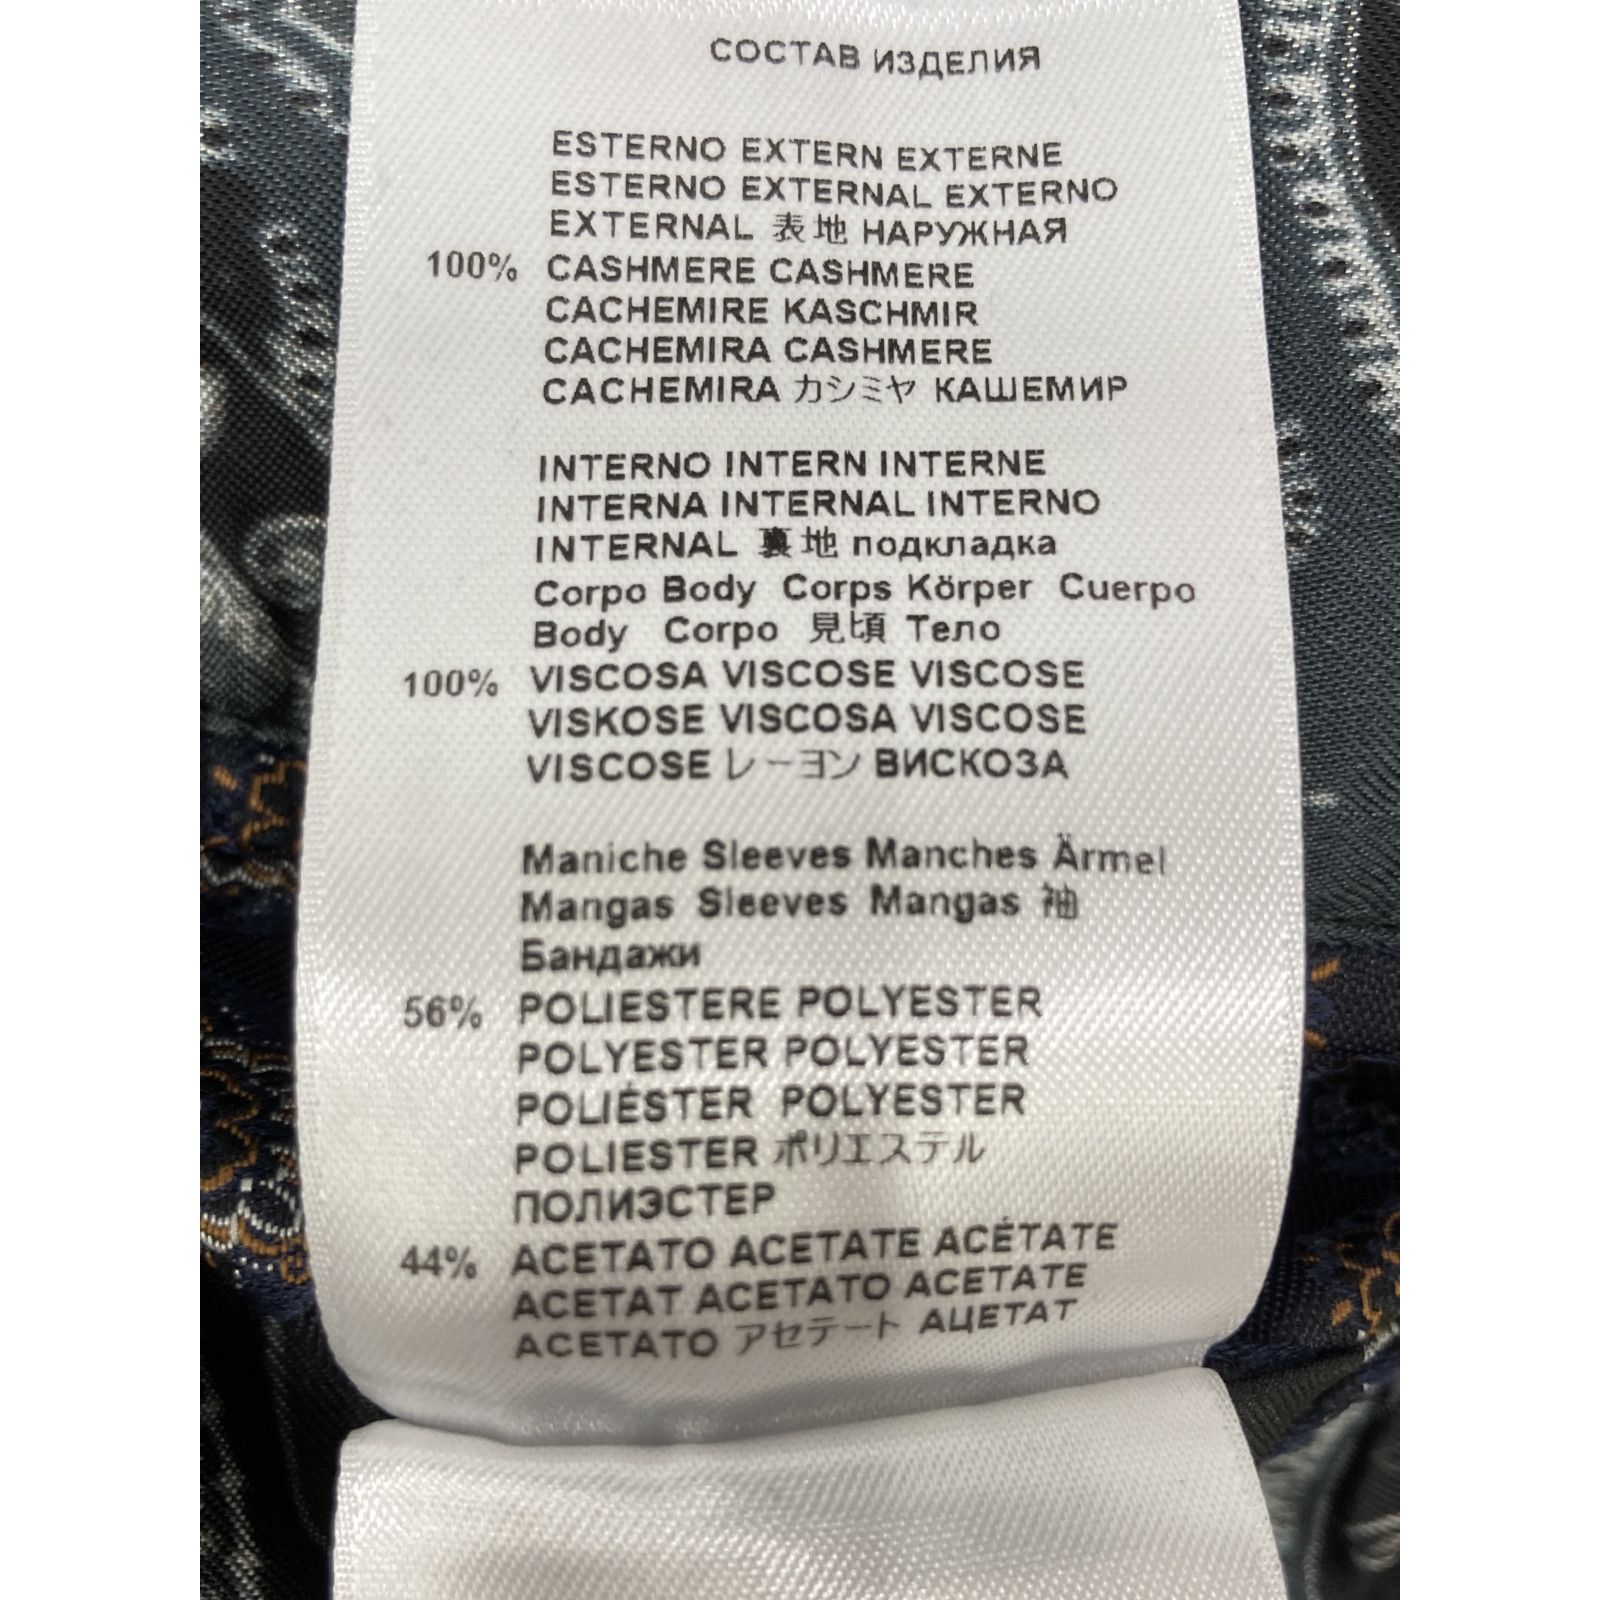 СОСТАВ ИЗДЕЛИЯ
ESTERNO EXTERN EXTERNE
ESTERNO EXTERNAL EXTERNO
EXTERNAL 表地 НАРУЖНАЯ
100% CASHMERE CASHMERE
CACHEMIRE KASCHMIR
CACHEMIRA CASHMERE
CACHEMIRA カシミヤ КАШЕМИР
INTERNO INTERN INTERNE
INTERNA INTERNAL INTERNO
INTERNAL 裏地 подкладка
Corpo Body Corps Körper Cuerpo
Body Corpo 見頃 Тело
100% VISCOSA VISCOSE VISCOSE
VISKOSE VISCOSA VISCOSE
VISCOSE レーヨン ВИСКОЗА
Maniche Sleeves Manches Ärmel
Mangas Sleeves Mangas 袖
Бандажи
56% POLIESTERE POLYESTER
POLYESTER POLYESTER
POLIÉSTER POLYESTER
POLIESTER ポリエステル
ПОЛИЭСТЕР
44% ACETATO ACETATE ACÉTATE
ACETAT ACETATO ACETATE
ACETATO アセテート АЦЕТАТ